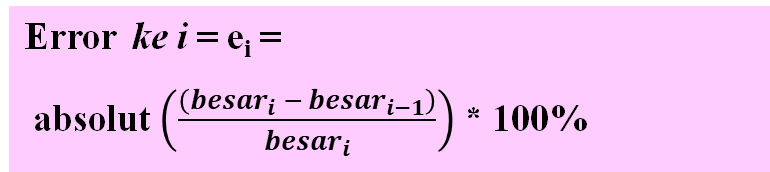 Error ke i = eᵢ =
absolut ((besarᵢ − besarᵢ₋₁) / besarᵢ) * 100%